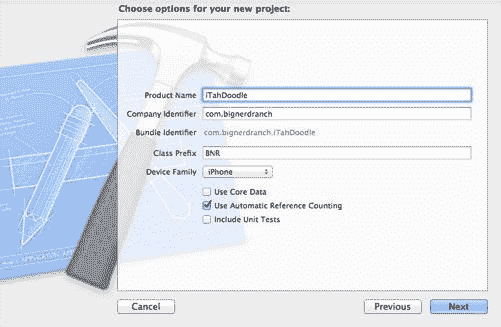 Choose options for your new project:
Product Name iTahDoodle
Company Identifier com.bignerdranch
Bundle Identifier com.bignerdranch.iTahDoodle
Class Prefix BNR
Device Family iPhone
Use Core Data
Use Automatic Reference Counting
Include Unit Tests
Cancel Previous Next